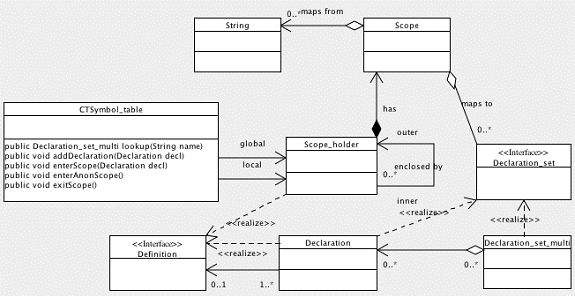 String
0..*
maps from
Scope
CTSymbol_table
public Declaration_set_multi lookup(String name)
public void addDeclaration(Declaration decl)
public void enterScope(Declaration decl)
public void enterAnonScope()
public void exitScope()
global
local
has
maps to
0..*
Scope_holder
outer
enclosed by
0..*
inner
<<Interface>>
Declaration_set
<<realize>>
<<realize>>
<<realize>>
<<realize>>
<<Interface>>
Definition
0..1
1..*
Declaration
0..*
0..*
Declaration_set_multi